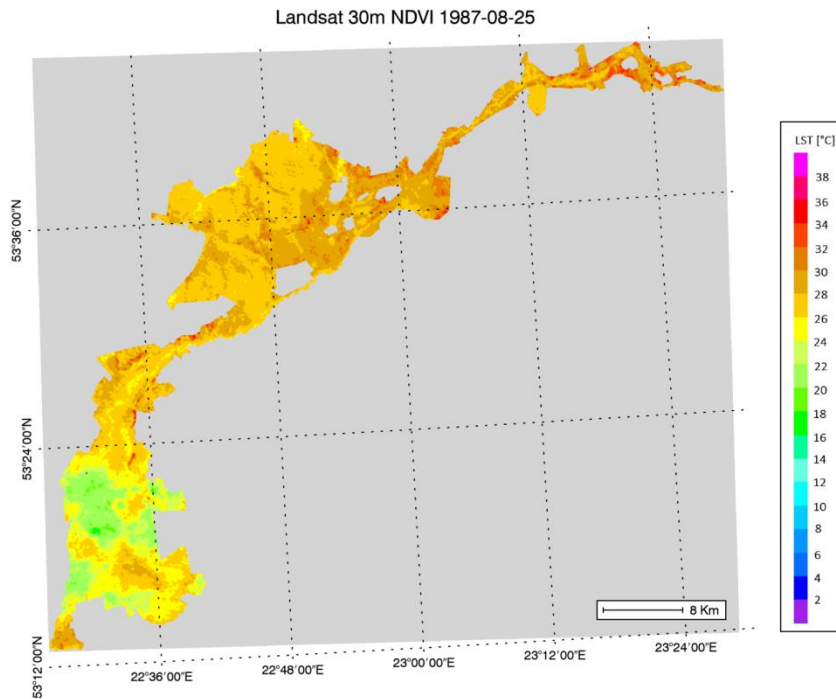 Landsat 30m NDVI 1987-08-25
LST [°C]
38
36
34
32
30
28
26
24
22
20
18
16
14
12
10
8
6
4
2
53°36'00"N
53°24'00"N
53°12'00"N
8 Km
22°36'00"E
22°48'00"E
23°00'00"E
23°12'00"E
23°24'00"E